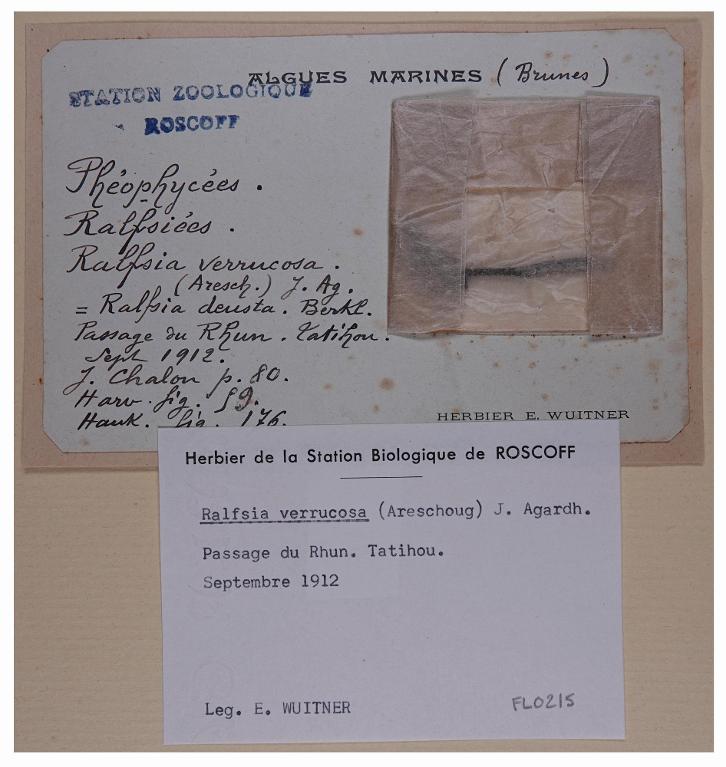 ALGUES MARINES (Brunes)
STATION ZOOLOGIQUE
ROSCOFF
Phéophycées.
Ralfsiées.
Ralfsia verrucosa.
(Aresch.) J. Ag.
= Ralfsia deusta. Berkl.
Passage du Rhun. Tatihou.
Sept 1912.
J. Chalon p. 80.
Harv. fig. 59.
Hauk. fig. 176.
HERBIER E. WUITNER
Herbier de la Station Biologique de ROSCOFF
Ralfsia verrucosa (Areschoug) J. Agardh.
Passage du Rhun. Tatihou.
Septembre 1912
Leg. E. WUITNER
FL0215